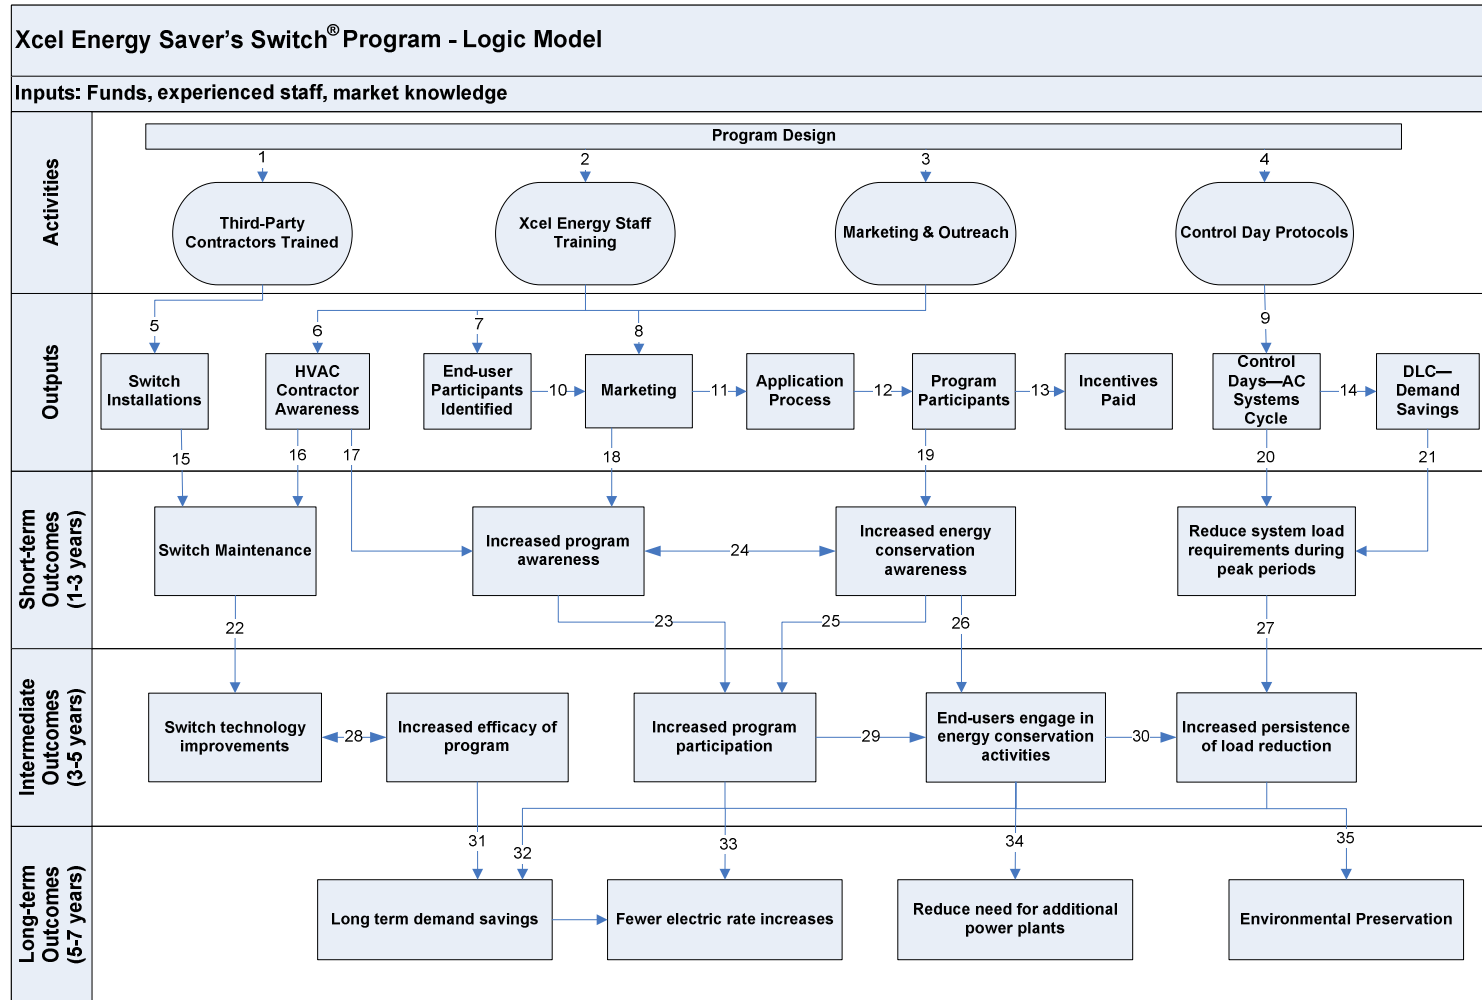 Xcel Energy Saver's Switch® Program - Logic Model
Inputs: Funds, experienced staff, market knowledge
Activities
Program Design
1
2
3
4
Third-Party
Contractors Trained
Xcel Energy Staff
Training
Marketing & Outreach
Control Day Protocols
Outputs
5
6
7
8
9
Switch
Installations
HVAC
Contractor
Awareness
End-user
Participants
Identified
10
Marketing
11
Application
Process
12
Program
Participants
13
Incentives
Paid
Control
Days—AC
Systems
Cycle
14
DLC—
Demand
Savings
15
16
17
18
19
20
21
Short-term
Outcomes
(1-3 years)
Switch Maintenance
Increased program
awareness
24
Increased energy
conservation
awareness
Reduce system load
requirements during
peak periods
22
23
25
26
27
Intermediate
Outcomes
(3-5 years)
Switch technology
improvements
28
Increased efficacy of
program
Increased program
participation
29
End-users engage in
energy conservation
activities
30
Increased persistence
of load reduction
31
32
33
34
35
Long-term
Outcomes
(5-7 years)
Long term demand savings
Fewer electric rate increases
Reduce need for additional
power plants
Environmental Preservation